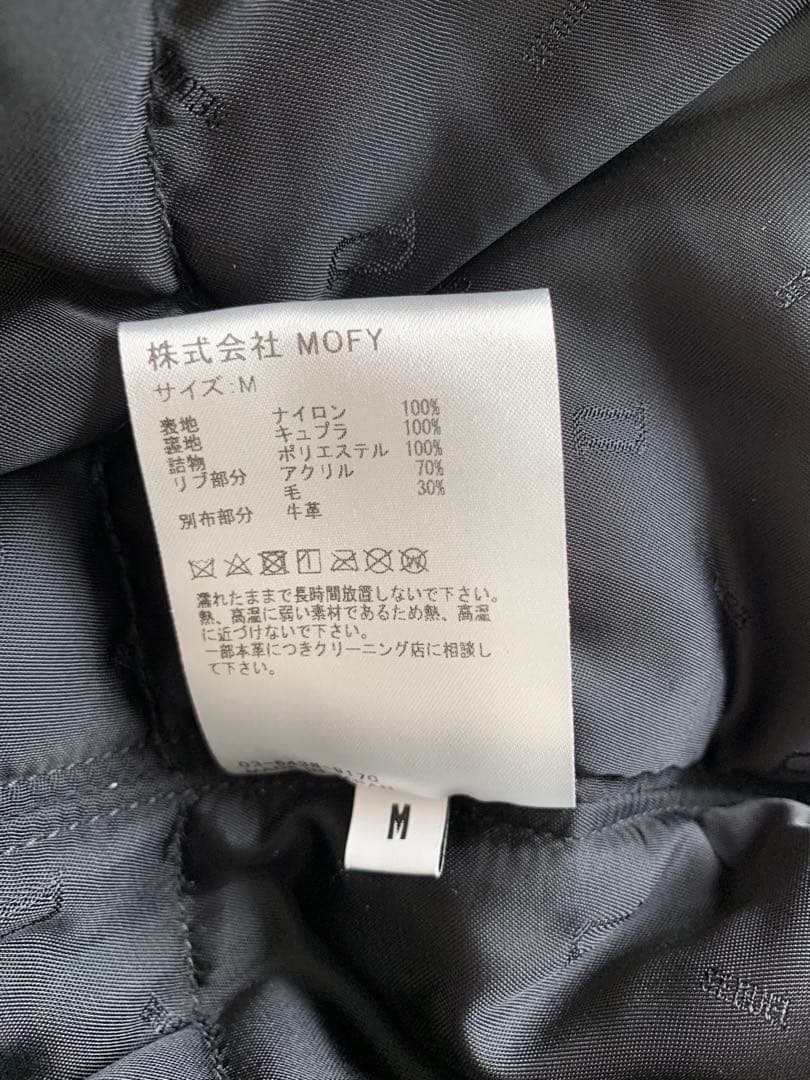 株式会社 MOFY
サイズ:M
表地 ナイロン 100%
裏地 キュプラ 100%
詰物 ポリエステル 100%
リブ部分 アクリル 70%
毛 30%
別布部分 牛革
濡れたままで長時間放置しないで下さい。
熱、高温に弱い素材であるため熱、高温
に近づけないで下さい。
一部本革につきクリーニング店に相談し
て下さい。
M